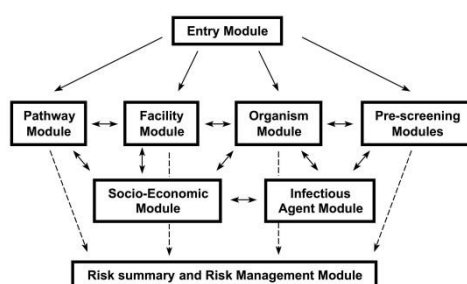 Entry Module
Pathway
Module
Facility
Module
Organism
Module
Pre-screening
Modules
Socio-Economic
Module
Infectious
Agent Module
Risk summary and Risk Management Module